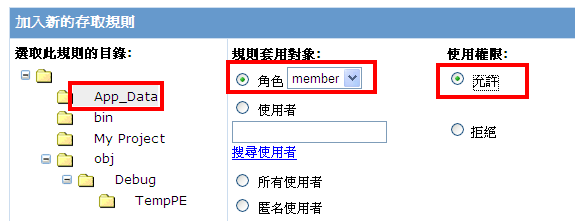 加入新的存取規則
選取此規則的目錄:
App_Data
bin
My Project
obj
Debug
TempPE
規則套用對象:
角色 member
使用者
搜尋使用者
所有使用者
匿名使用者
使用權限:
允許
拒絕